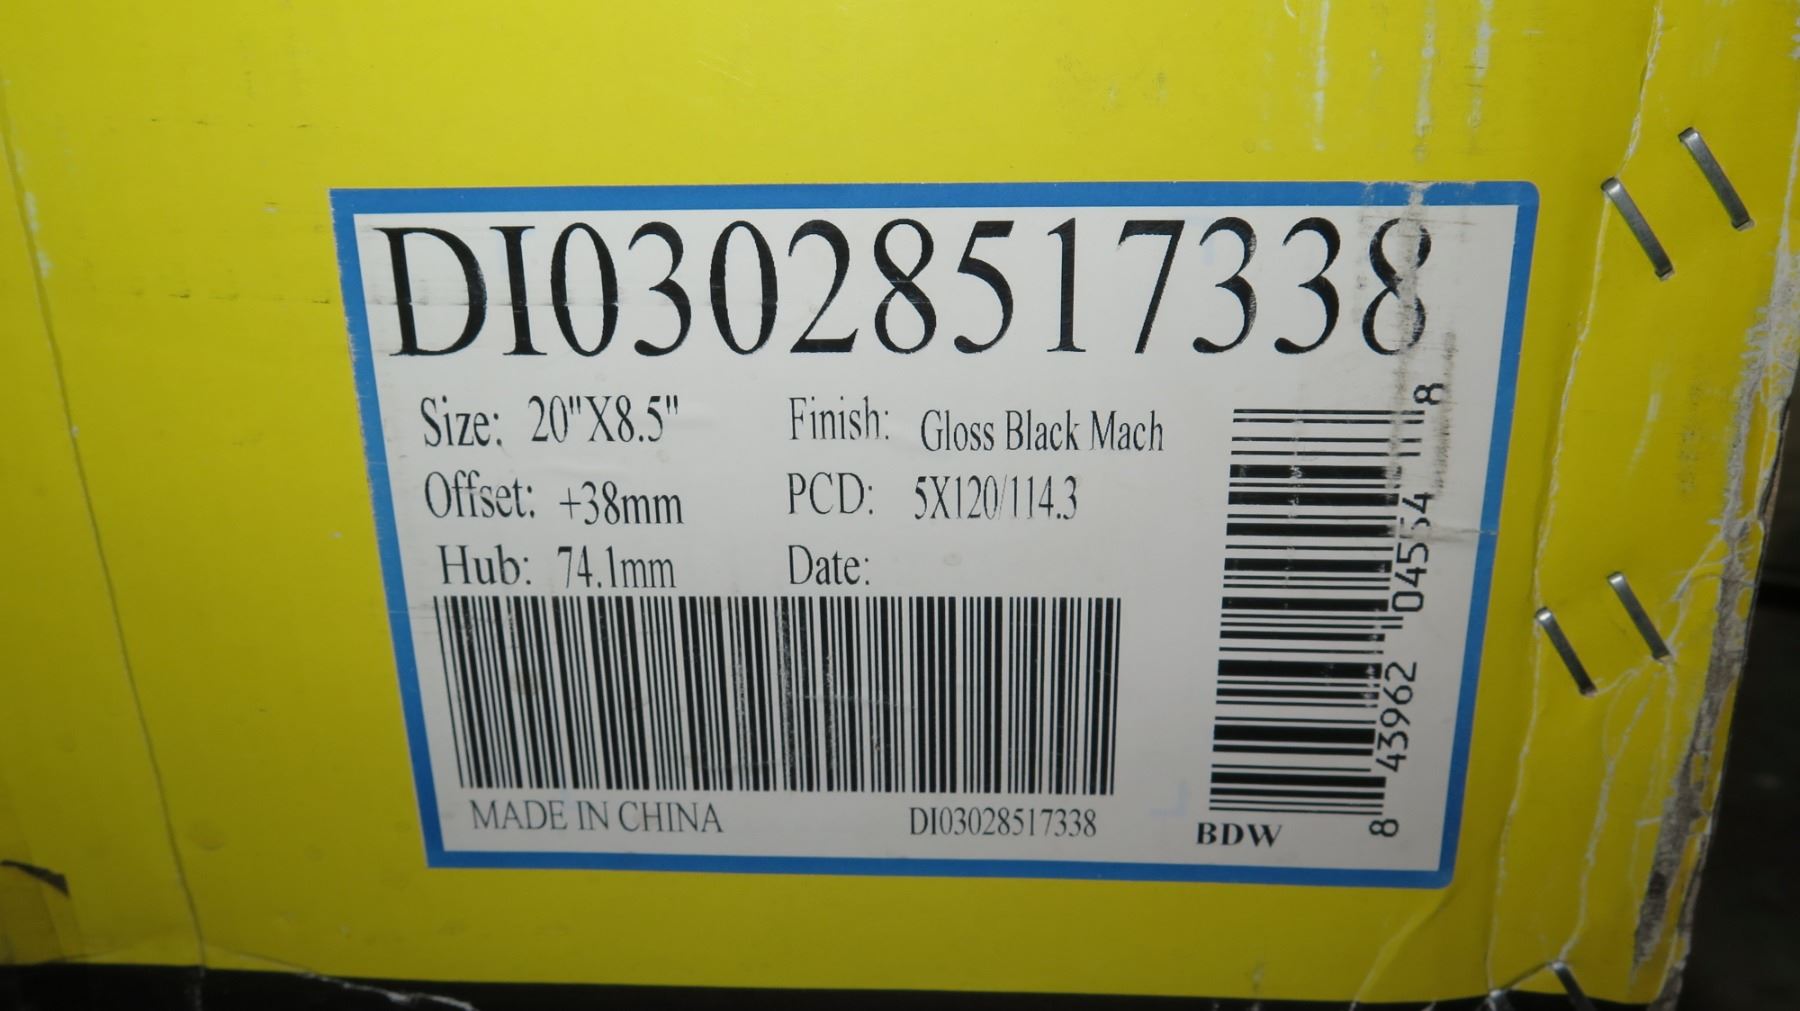 DI03028517338
Size: 20"X8.5" Finish: Gloss Black Mach
Offset: +38mm PCD: 5X120/114.3
Hub: 74.1mm Date:
MADE IN CHINA DI03028517338
BDW
8 43962 04554 8